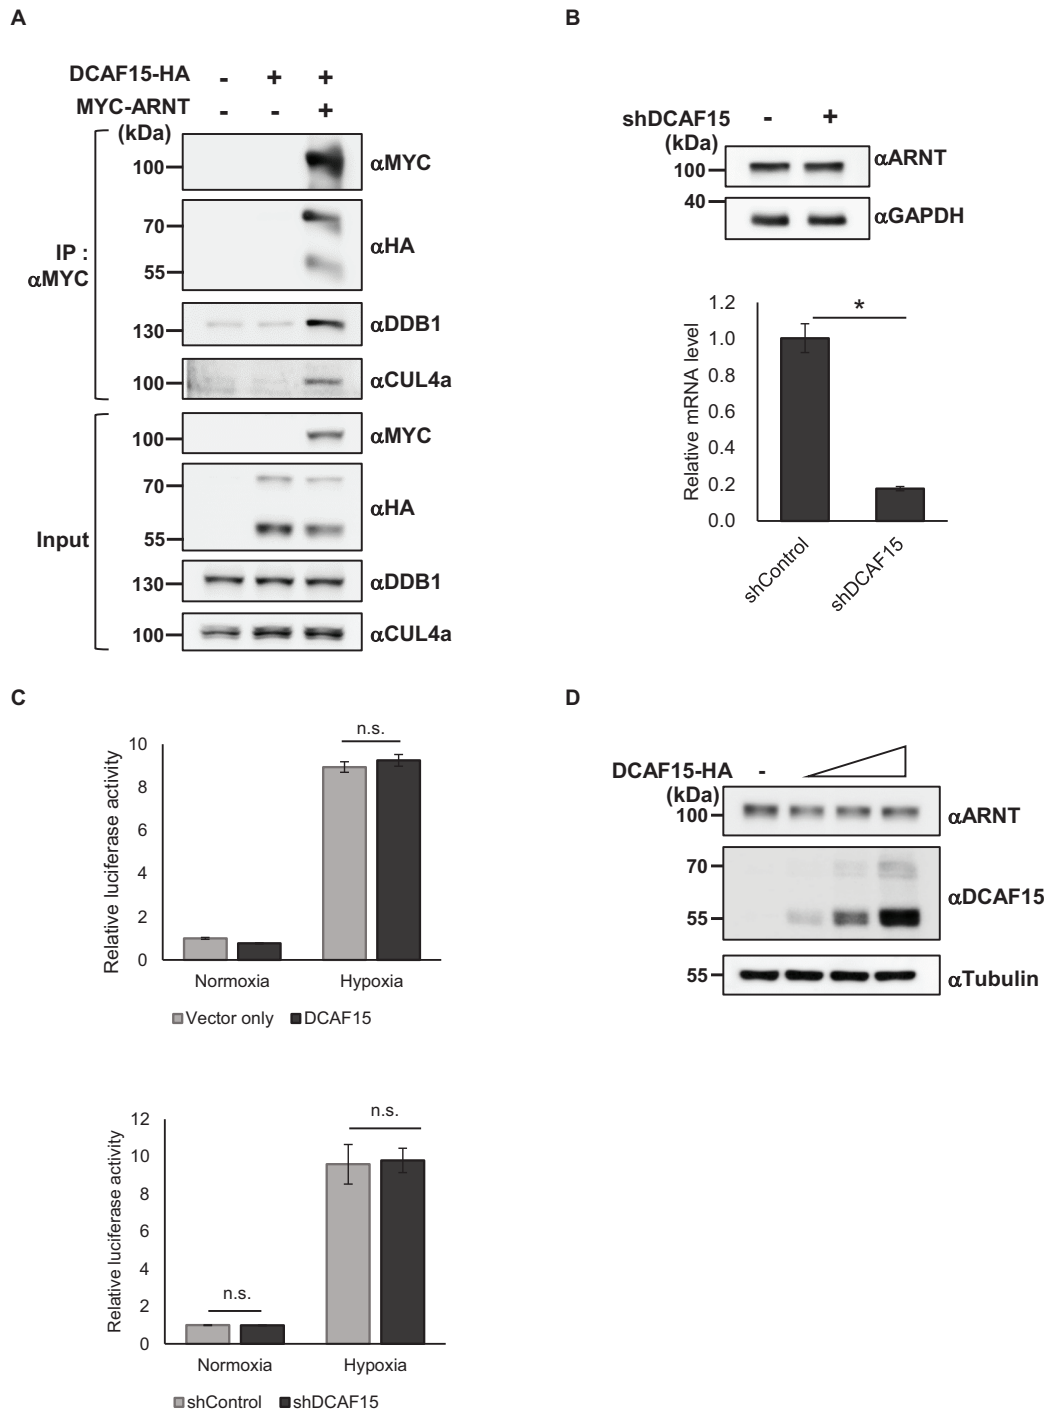 A
DCAF15-HA - + +
MYC-ARNT - - +
(kDa)
IP :
αMYC
100 αMYC
70
55 αHA
130 αDDB1
100 αCUL4a
Input
100 αMYC
70
55 αHA
130 αDDB1
100 αCUL4a
B
shDCAF15 - +
(kDa)
100 αARNT
40 αGAPDH
Relative mRNA level
1.2
1.0
0.8
0.6
0.4
0.2
0.0
*
shControl
shDCAF15
C
Relative luciferase activity
10
8
6
4
2
0
n.s.
Normoxia Hypoxia
Vector only DCAF15
Relative luciferase activity
12
10
8
6
4
2
0
n.s.
n.s.
Normoxia Hypoxia
shControl shDCAF15
D
DCAF15-HA -
(kDa)
100 αARNT
70
55 αDCAF15
55 αTubulin